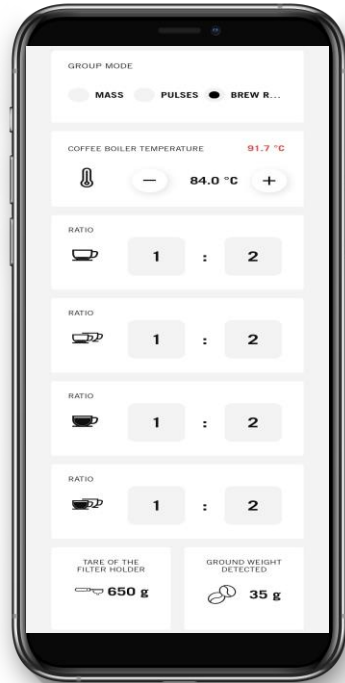 GROUP MODE
MASS PULSES BREW R...
COFFEE BOILER TEMPERATURE 91.7 °C
— 84.0 °C +
RATIO
1 : 2
RATIO
1 : 2
RATIO
1 : 2
RATIO
1 : 2
TARE OF THE
FILTER HOLDER
650 g
GROUND WEIGHT
DETECTED
35 g